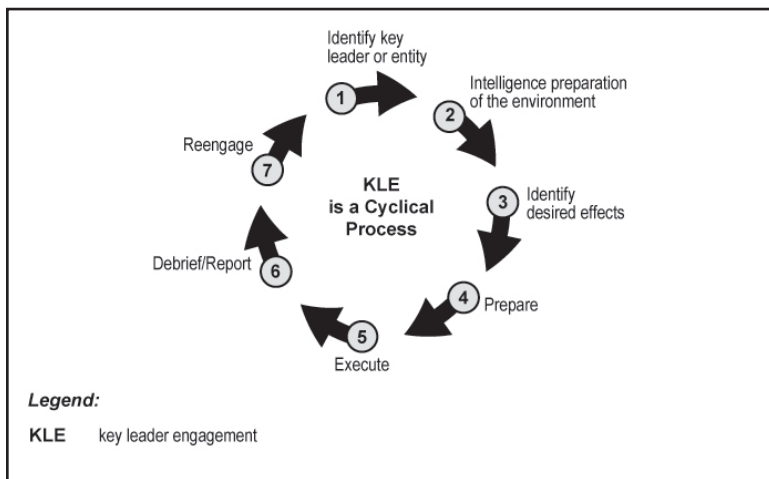 Identify key
leader or entity
1
Intelligence preparation
of the environment
2
Identify
desired effects
3
Prepare
4
Execute
5
Debrief/Report
6
Reengage
7
KLE
is a Cyclical
Process
Legend:
KLE key leader engagement